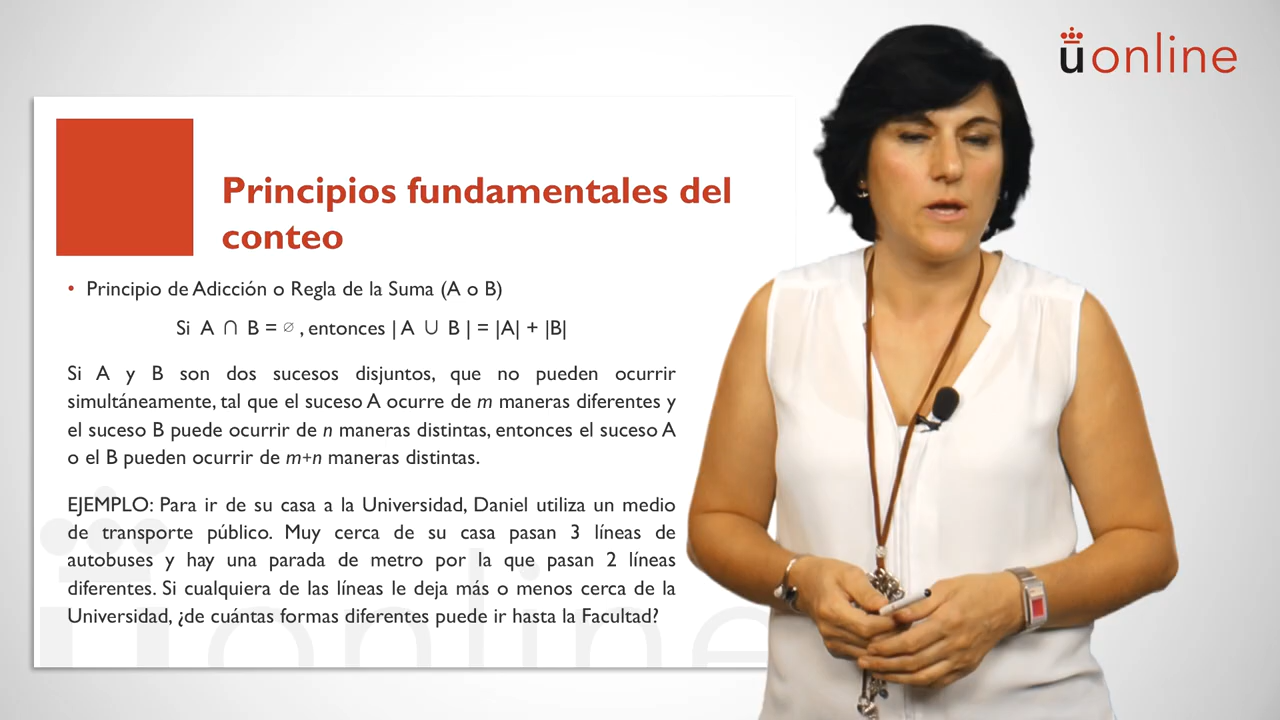 uonline
Principios fundamentales del
conteo
• Principio de Adicción o Regla de la Suma (A o B)
Si A ∩ B = ∅ , entonces | A ∪ B | = |A| + |B|
Si A y B son dos sucesos disjuntos, que no pueden ocurrir
simultáneamente, tal que el suceso A ocurre de m maneras diferentes y
el suceso B puede ocurrir de n maneras distintas, entonces el suceso A
o el B pueden ocurrir de m+n maneras distintas.
EJEMPLO: Para ir de su casa a la Universidad, Daniel utiliza un medio
de transporte público. Muy cerca de su casa pasan 3 líneas de
autobuses y hay una parada de metro por la que pasan 2 líneas
diferentes. Si cualquiera de las líneas le deja más o menos cerca de la
Universidad, ¿de cuántas formas diferentes puede ir hasta la Facultad?
uonline